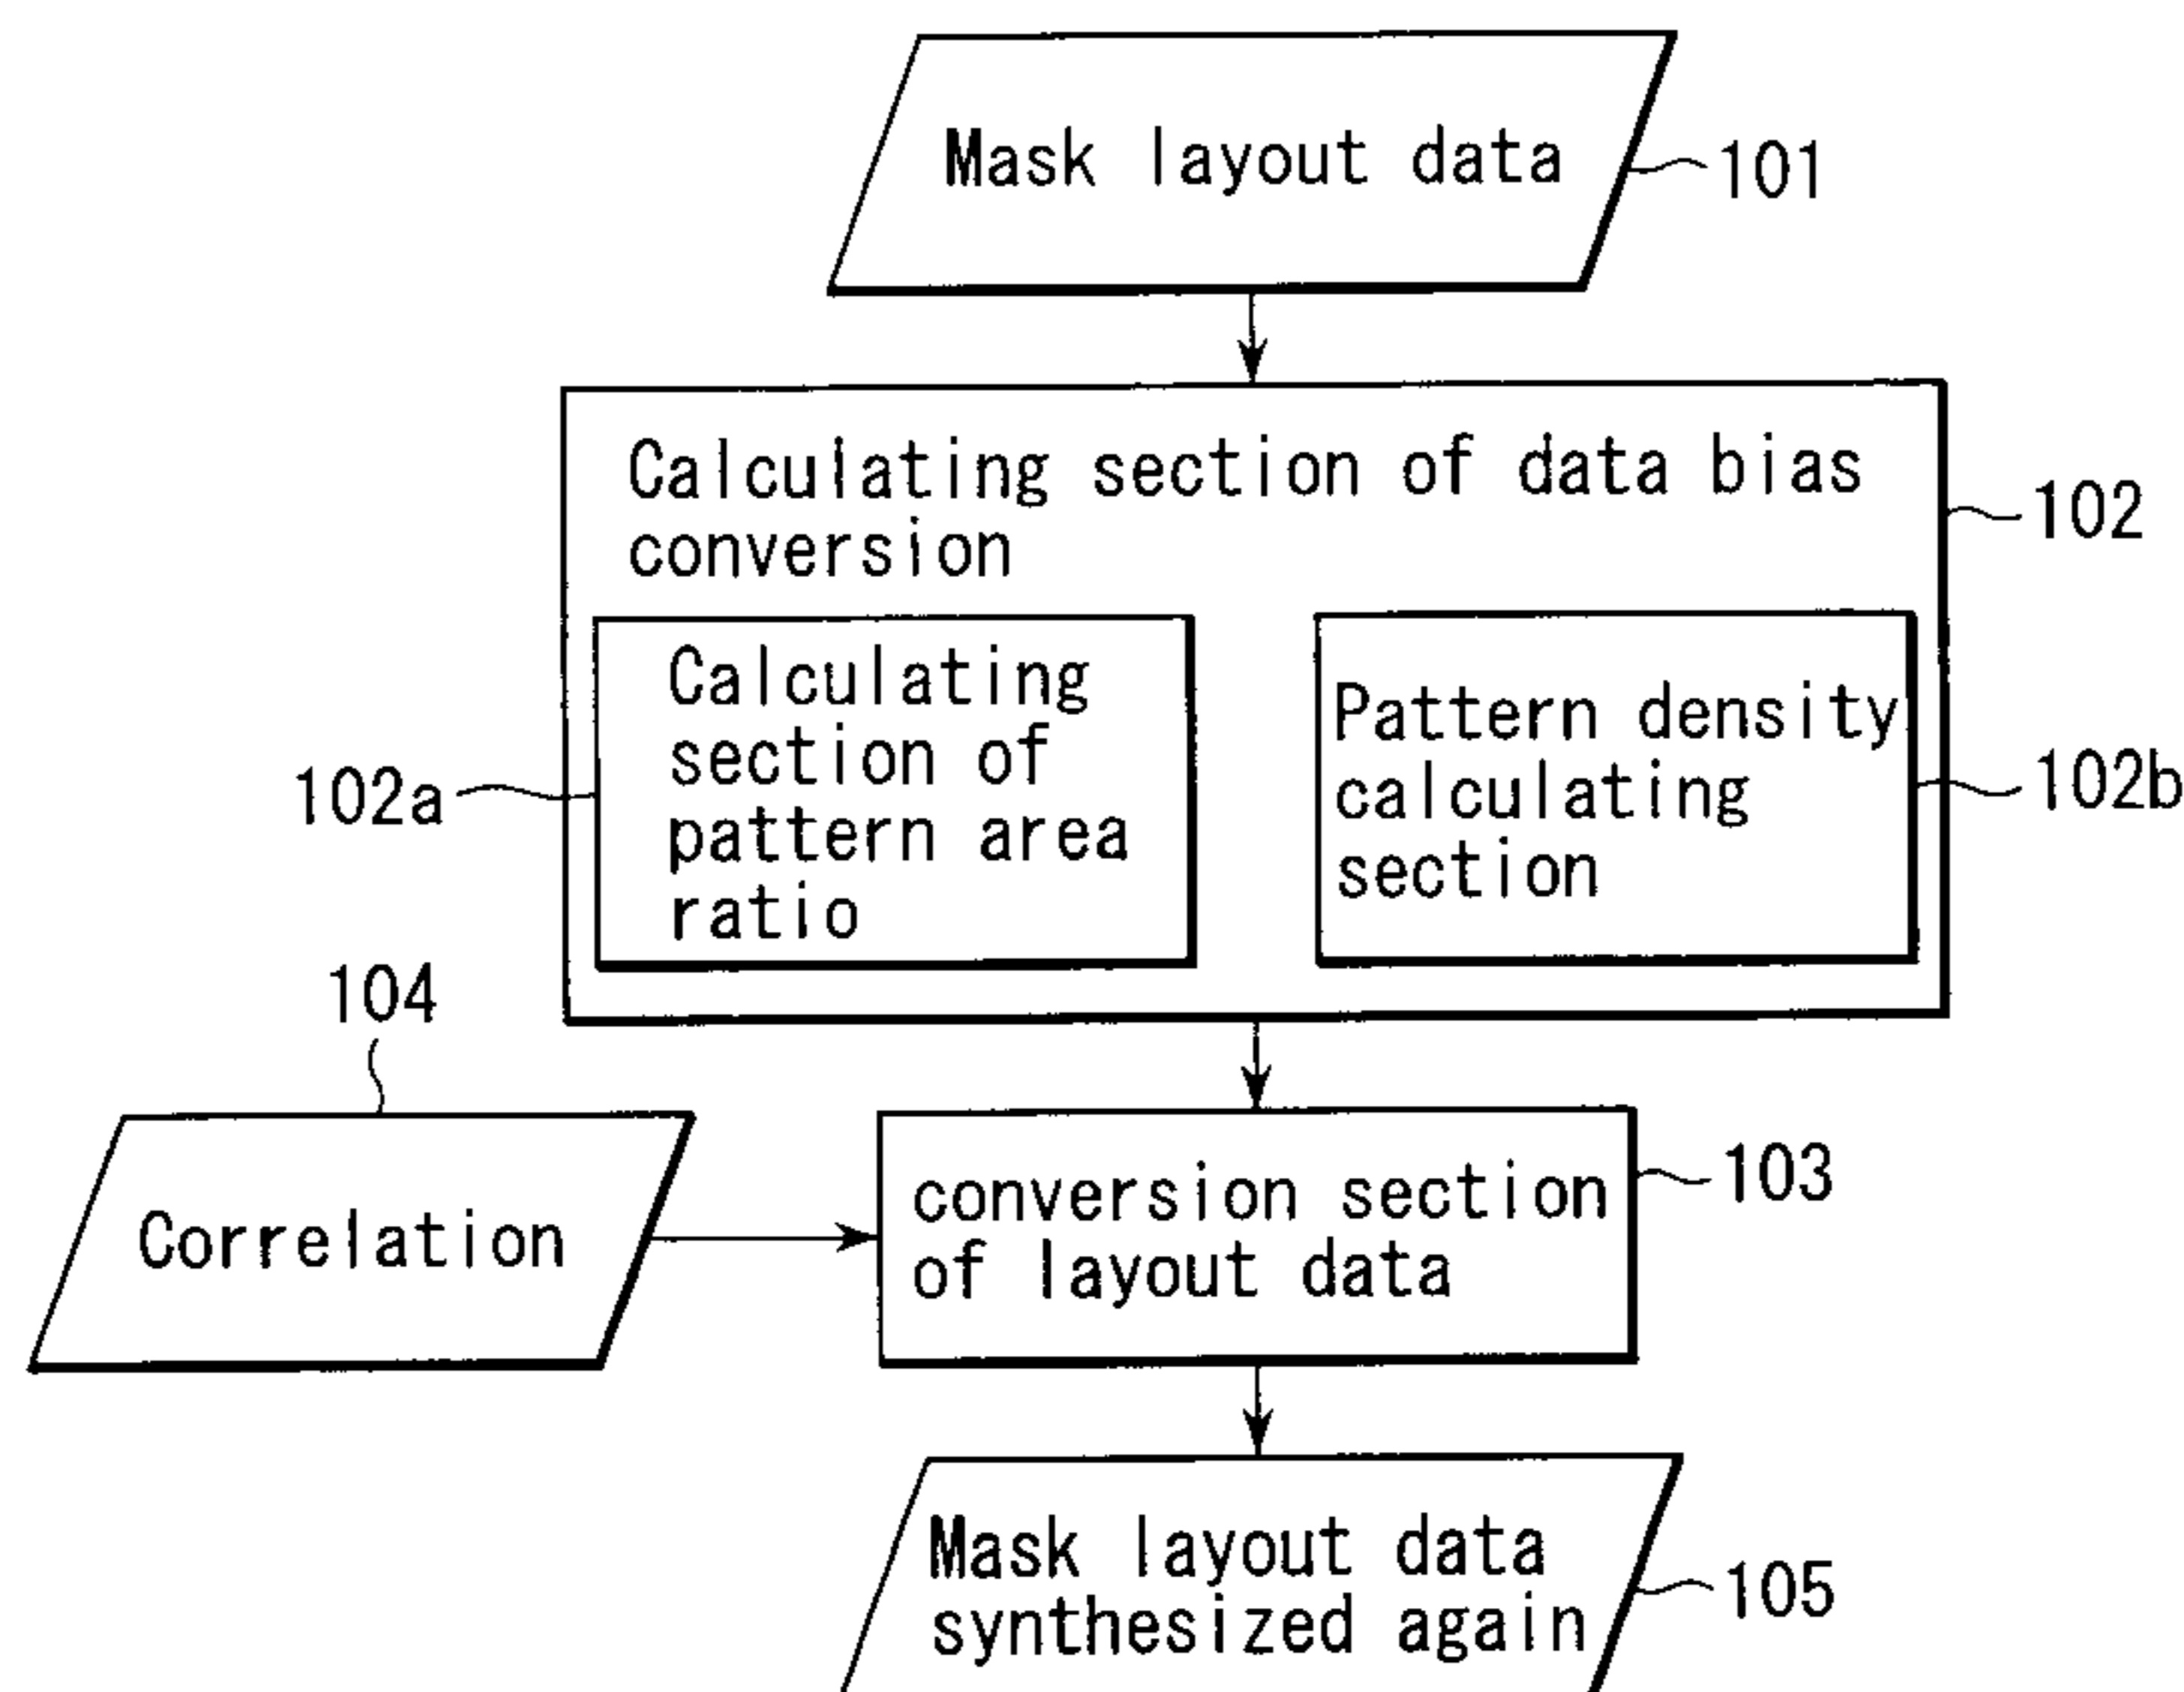 Mask layout data
101
Calculating section of data bias
conversion
102
Calculating
section of
pattern area
ratio
102a
Pattern density
calculating
section
102b
104
Correlation
conversion section
of layout data
103
Mask layout data
synthesized again
105